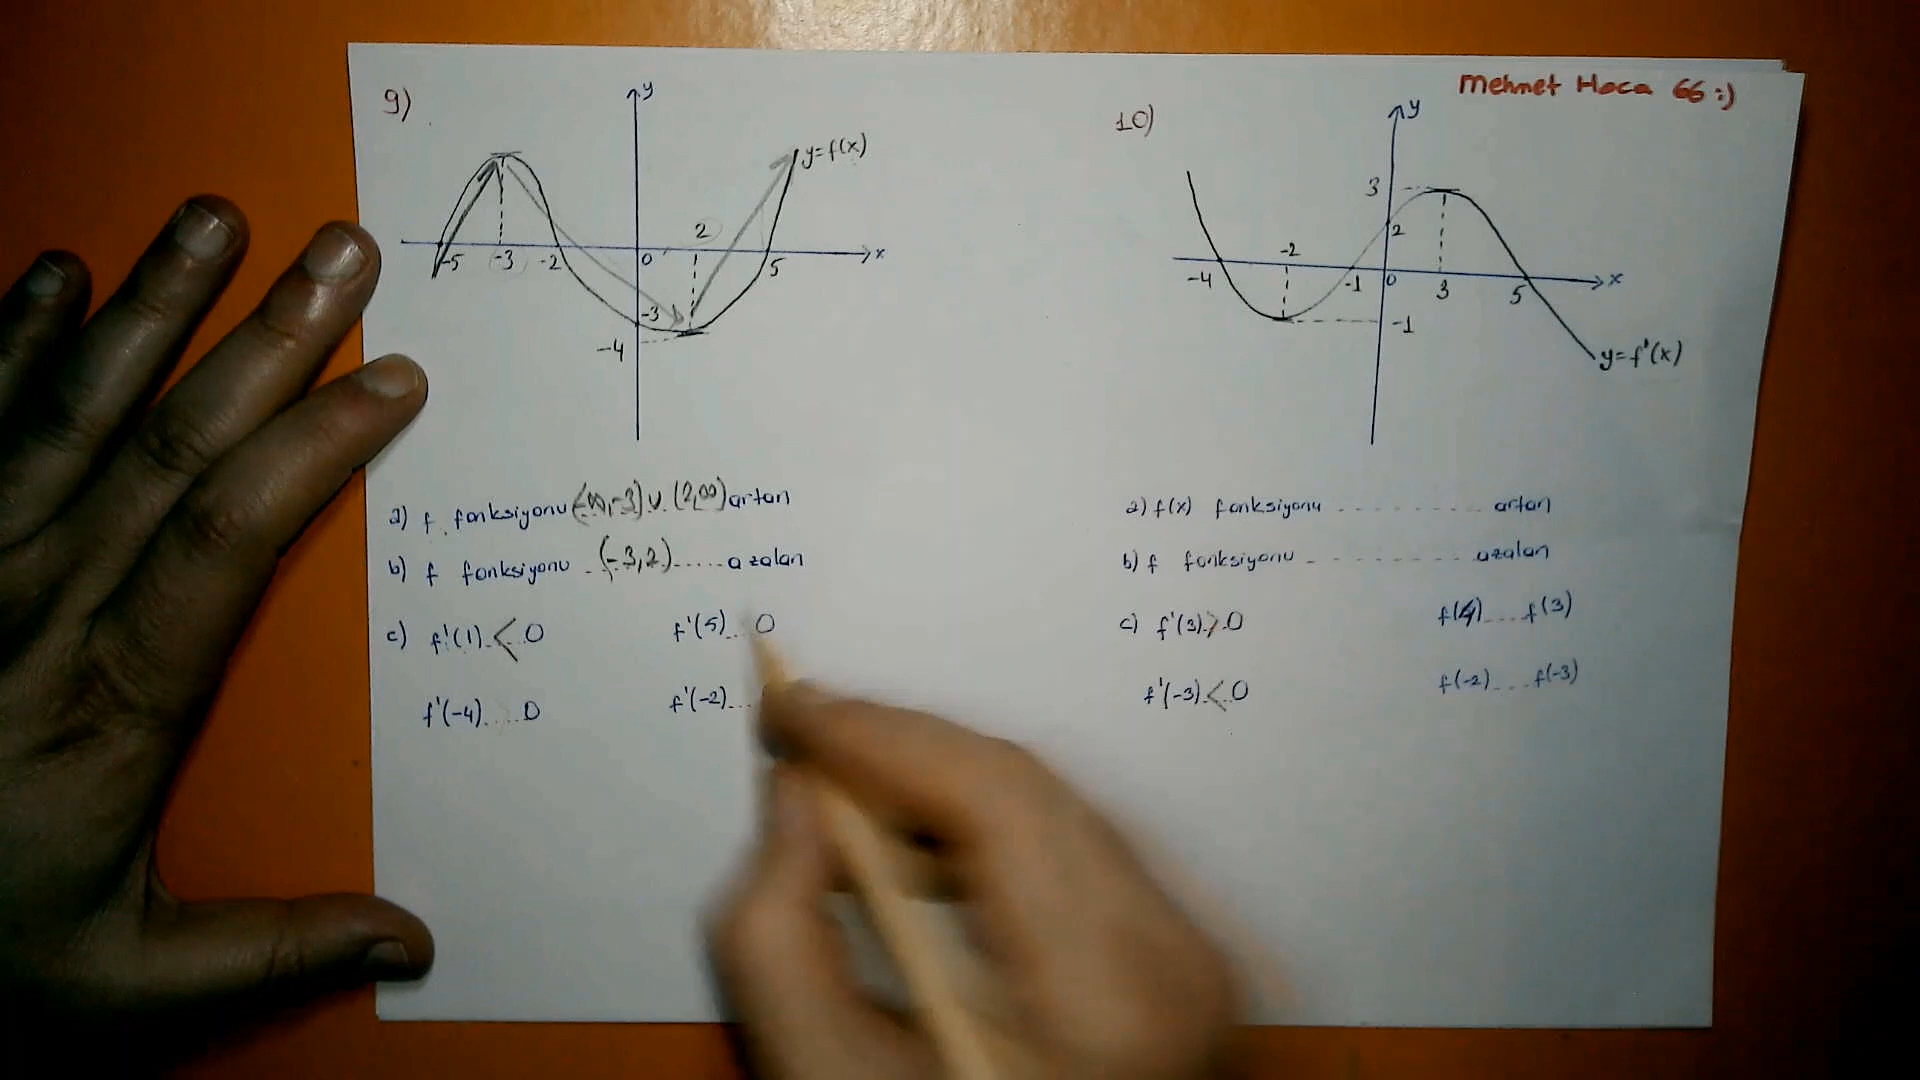 Mehmet Hoca 66 :)
9)
y
y=f(x)
2
-5 -3 -2 0 5 x
-3
-4
a) f fonksiyonu (-∞,-3) ∪ (2,∞) artan
b) f fonksiyonu ..(-3,2)...... azalan
c) f'(1)..<..0 f'(5)...0
f'(-4).....0 f'(-2)...
10)
y
3
2
-2
-4 -1 0 3 5 x
-1
y=f'(x)
a) f(x) fonksiyonu .......... artan
b) f fonksiyonu .......... azalan
c) f'(3)..>.0 f(4)....f(3)
f'(-3).<..0 f(-2)....f(-3)